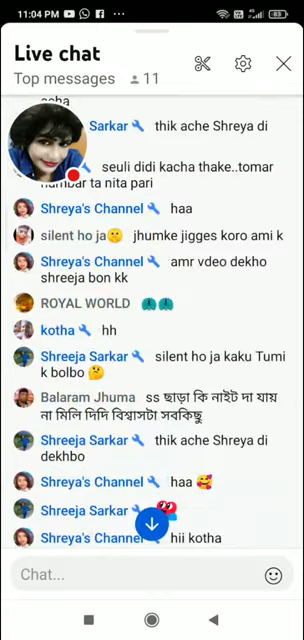 11:04 PM
83
Live chat
Top messages 11
acha
Sarkar thik ache Shreya di
seuli didi kacha thake..tomar
numbar ta nita pari
Shreya's Channel haa
silent ho ja🤫 jhumke jigges koro ami k
Shreya's Channel amr vdeo dekho
shreeja bon kk
ROYAL WORLD
kotha hh
Shreeja Sarkar silent ho ja kaku Tumi
k bolbo 🤔
Balaram Jhuma ss ছাড়া কি নাইট দা যায়
না মিলি দিদি বিশ্বাসটা সবকিছু
Shreeja Sarkar thik ache Shreya di
dekhbo
Shreya's Channel haa 🥰
Shreeja Sarkar
Shreya's Channel hii kotha
Chat...